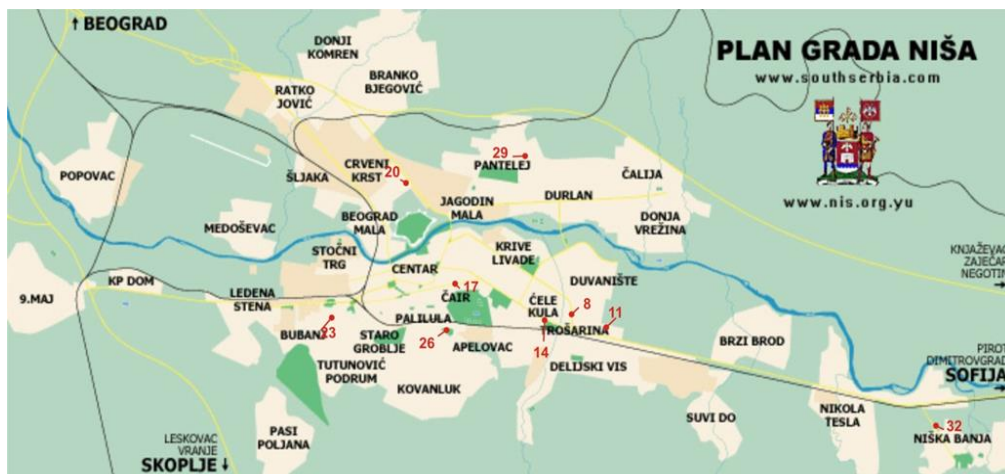 ↑ BEOGRAD
PLAN GRADA NIŠA
www.southserbia.com
www.nis.org.yu
DONJI
KOMREN
BRANKO
BJEGOVIĆ
RATKO
JOVIĆ
POPOVAC
ŠLJAKA
CRVENI
KRST
20
29
PANTELEJ
ČALIJA
DURLAN
JAGODIN
MALA
BEOGRAD
MALA
MEDOŠEVAC
DONJA
VREŽINA
STOČNI
TRG
KRIVE
LIVADE
CENTAR
KNJAŽEVAC
ZAJEČAR
NEGOTIN
KP DOM
DUVANIŠTE
9.MAJ
LEDENA
STENA
17
ČAIR
ĆELE
KULA
8
11
PALILULA
TROŠARINA
BUBANJ
23
STARO
GROBLJE
26
APELOVAC
14
BRZI BROD
TUTUNOVIĆ
PODRUM
DELIJSKI VIS
PIROT
DIMITROVGRAD
SOFIJA
KOVANLUK
SUVI DO
NIKOLA
TESLA
PASI
POLJANA
32
NIŠKA BANJA
LESKOVAC
VRANJE
SKOPLJE ↓